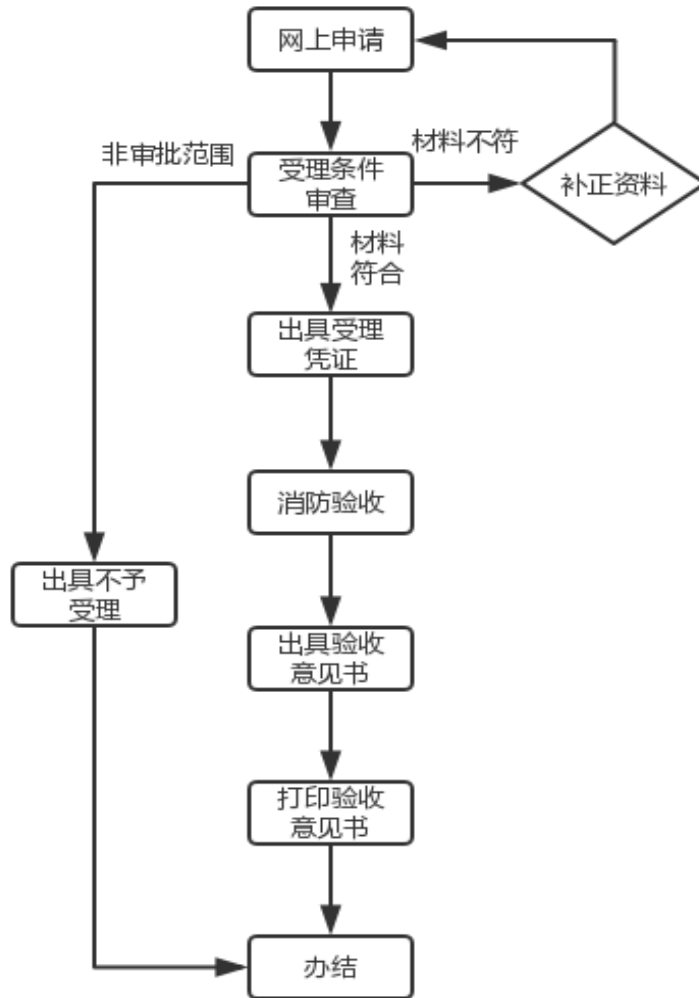 网上申请
非审批范围
材料不符
受理条件
审查
补正资料
材料
符合
出具受理
凭证
消防验收
出具不予
受理
出具验收
意见书
打印验收
意见书
办结